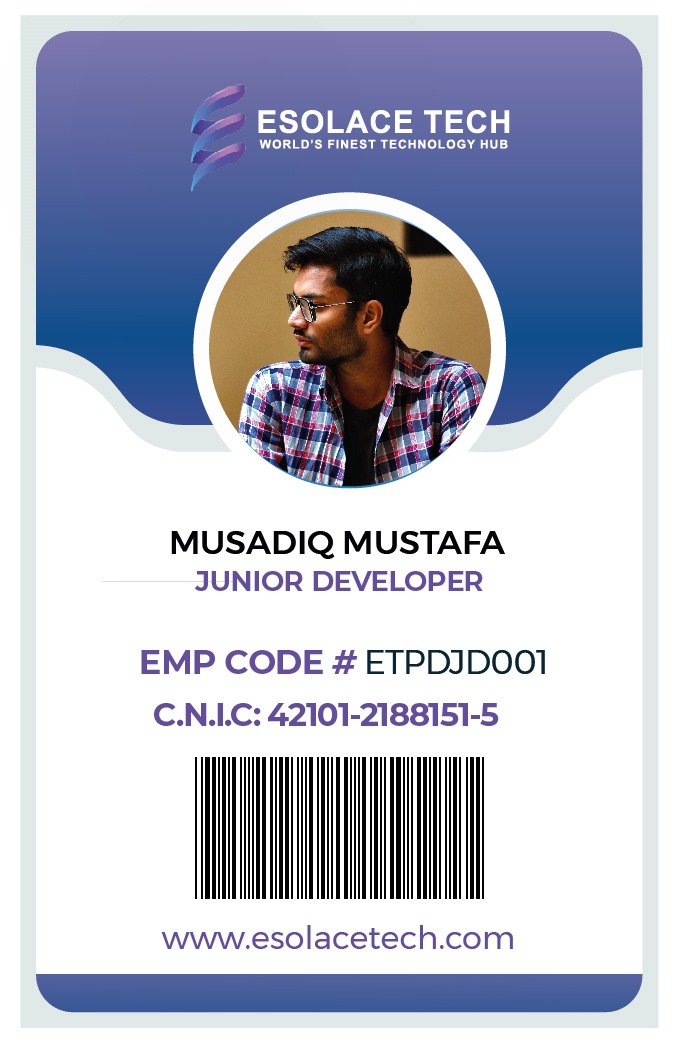 ESOLACE TECH
WORLD'S FINEST TECHNOLOGY HUB
MUSADIQ MUSTAFA
JUNIOR DEVELOPER
EMP CODE # ETPDJD001
C.N.I.C: 42101-2188151-5
www.esolacetech.com